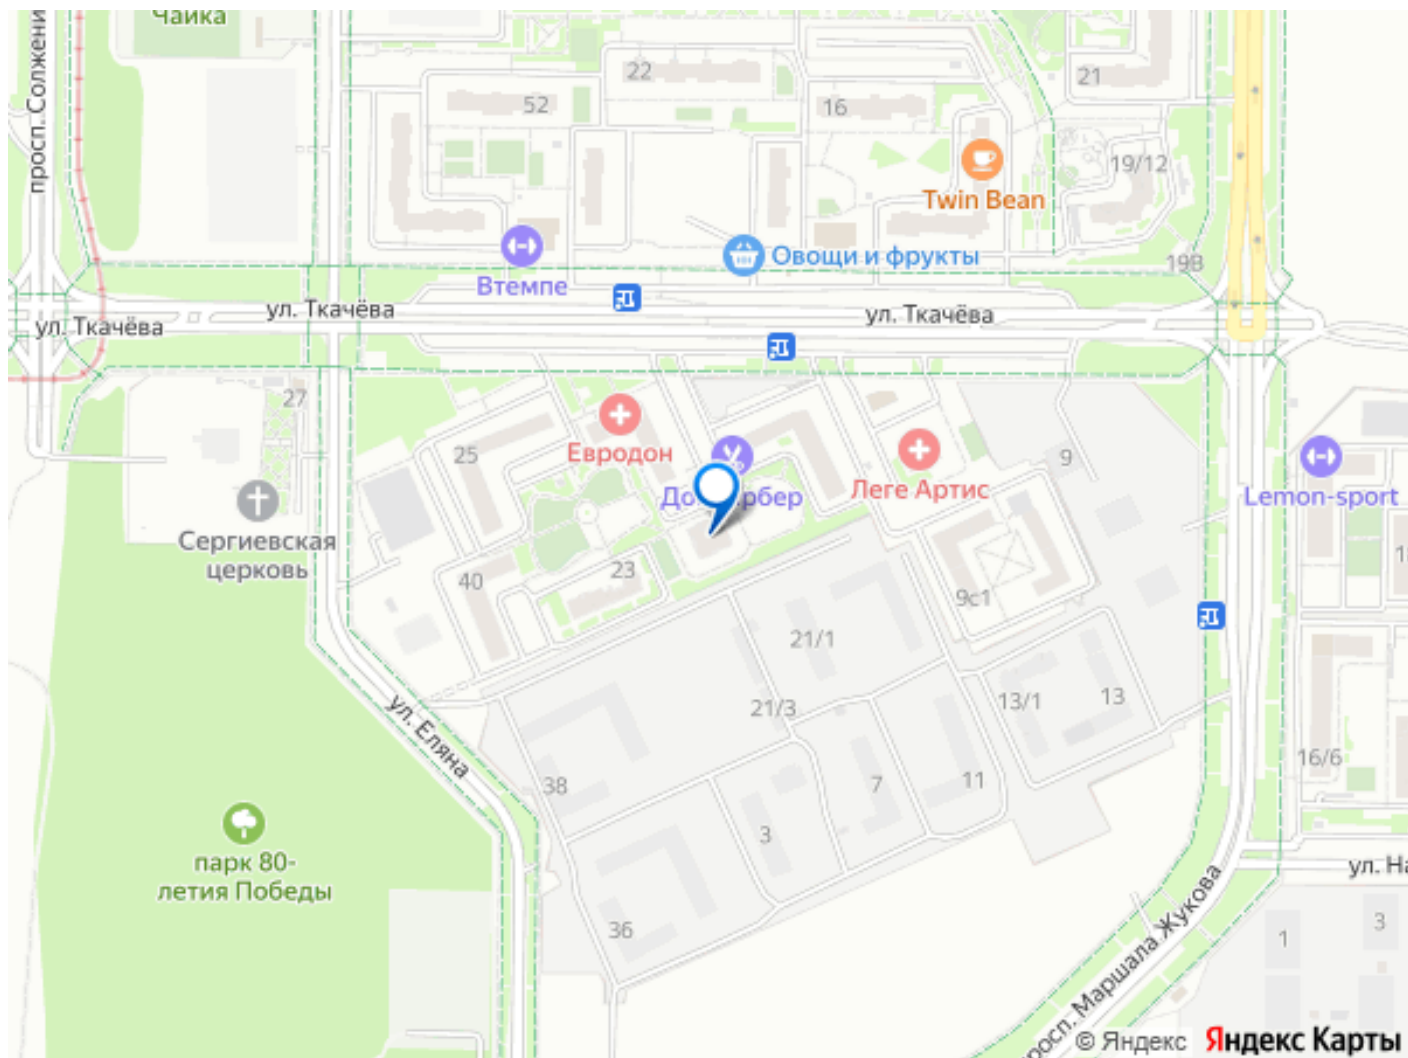 Чайка
просп. Солжени
22
52
16
21
19/12
Twin Bean
19В
Овощи и фрукты
Втемпе
ул. Ткачёва
ул. Ткачёва
ул. Ткачёва
27
25
Евродон
9
До
рбер
Леге Артис
Lemon-sport
Сергиевская
церковь
40
23
9с1
21/1
21/3
13/1
13
ул. Еляна
38
7
11
16/6
3
парк 80-
летия Победы
36
ул. На
1
3
росп. Маршала Жукова
© Яндекс Яндекс Карты